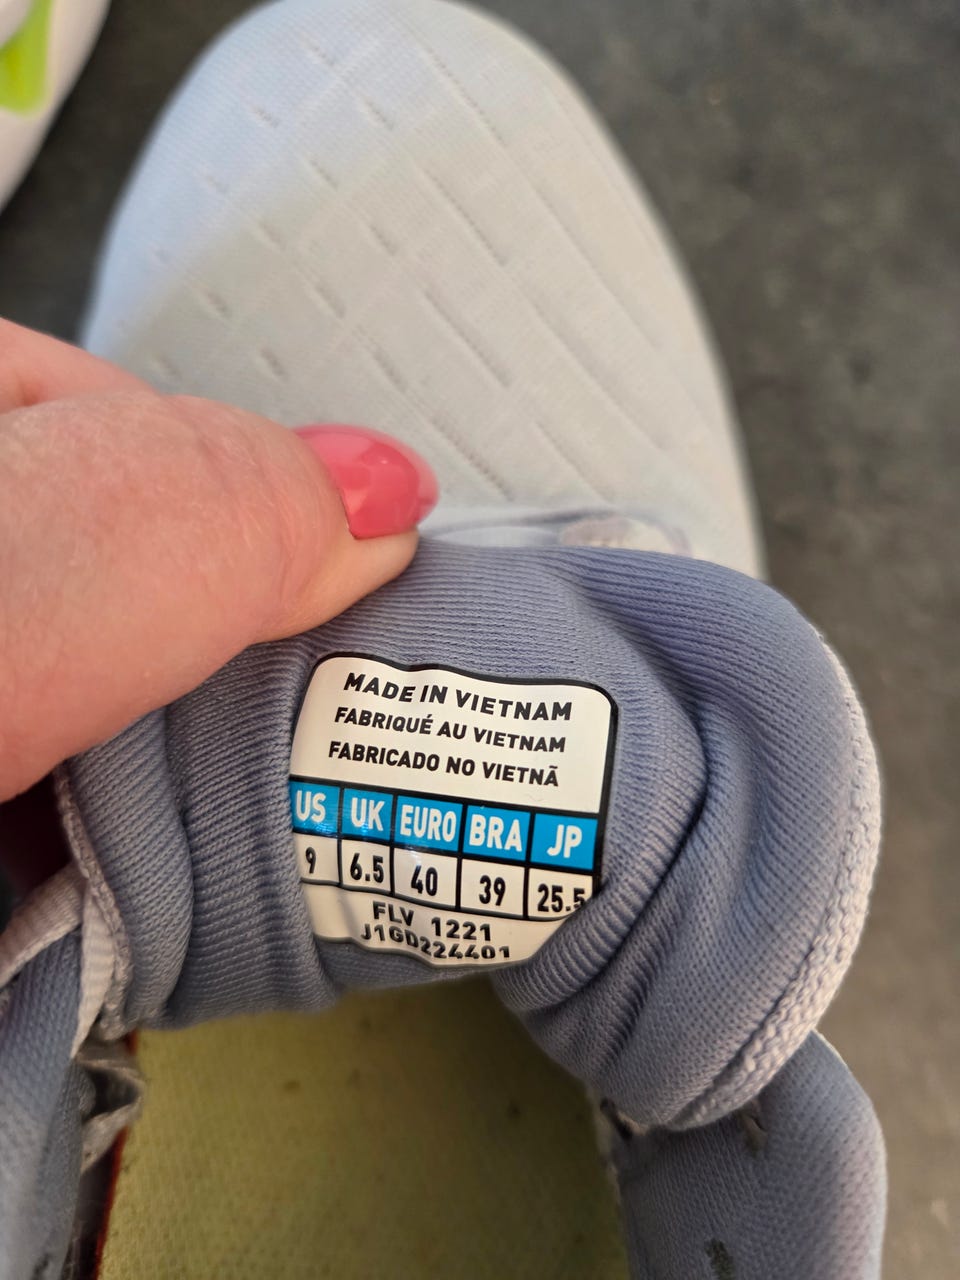 MADE IN VIETNAM
FABRIQUÉ AU VIETNAM
FABRICADO NO VIETNÃ
US UK EURO BRA JP
9 6.5 40 39 25.5
FLV 1221
J1GD224401